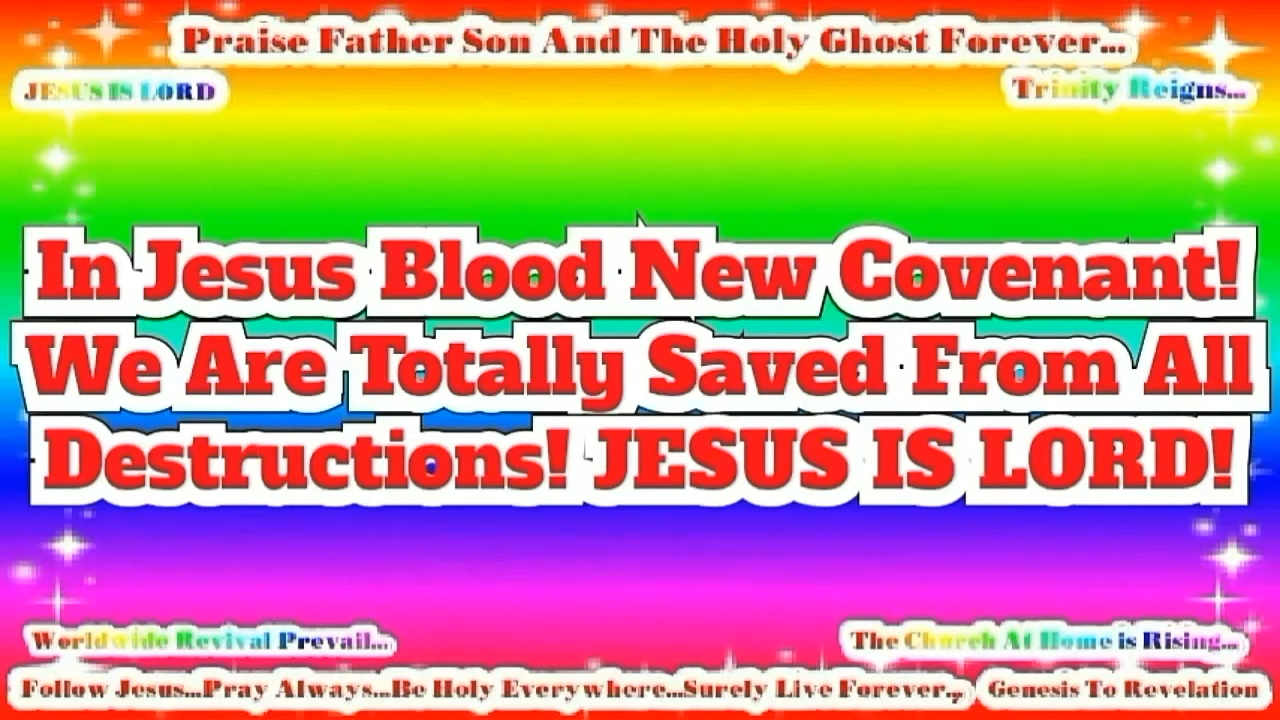 Praise Father Son And The Holy Ghost Forever...
JESUS IS LORD
Trinity Reigns...
In Jesus Blood New Covenant!
We Are Totally Saved From All
Destructions! JESUS IS LORD!
Worldwide Revival Prevail...
The Church At Home is Rising...
Follow Jesus...Pray Always...Be Holy Everywhere...Surely Live Forever.,, Genesis To Revelation